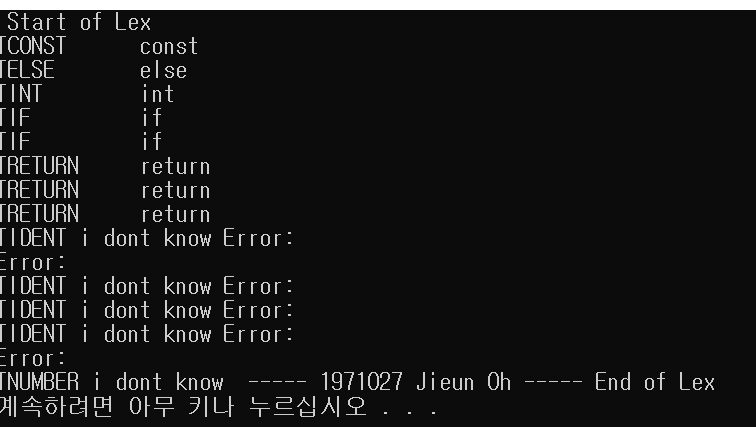 Start of Lex
TCONST const
TELSE else
TINT int
TIF if
TIF if
TRETURN return
TRETURN return
TRETURN return
TIDENT i dont know Error:
Error:
TIDENT i dont know Error:
TIDENT i dont know Error:
TIDENT i dont know Error:
Error:
TNUMBER i dont know ----- 1971027 Jieun Oh ----- End of Lex
계속하려면 아무 키나 누르십시오 . . .